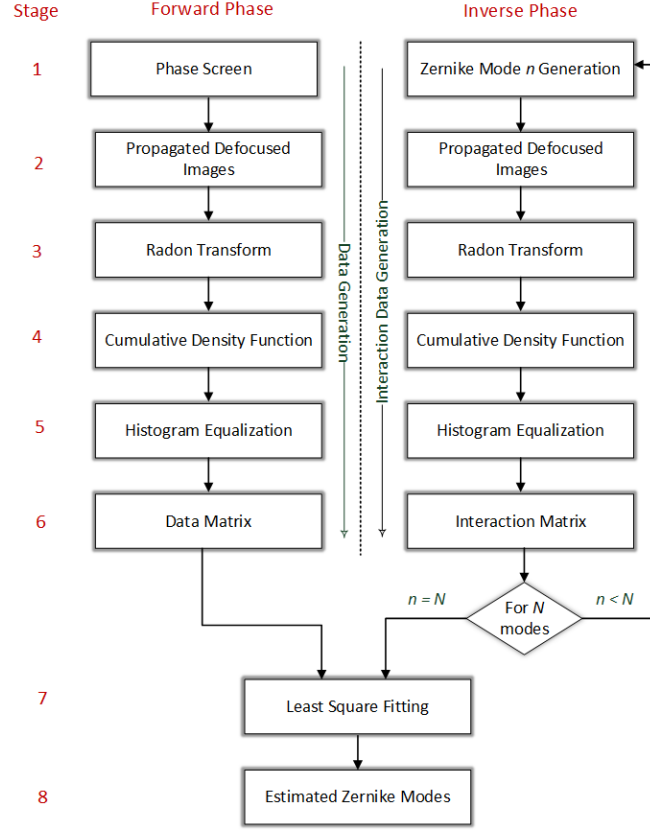 Stage Forward Phase Inverse Phase
1 Phase Screen Zernike Mode n Generation
2 Propagated Defocused Images Propagated Defocused Images
3 Radon Transform Radon Transform
4 Cumulative Density Function Cumulative Density Function
5 Histogram Equalization Histogram Equalization
6 Data Matrix Interaction Matrix
Data Generation
Interaction Data Generation
n = N
For N
modes
n < N
7 Least Square Fitting
8 Estimated Zernike Modes